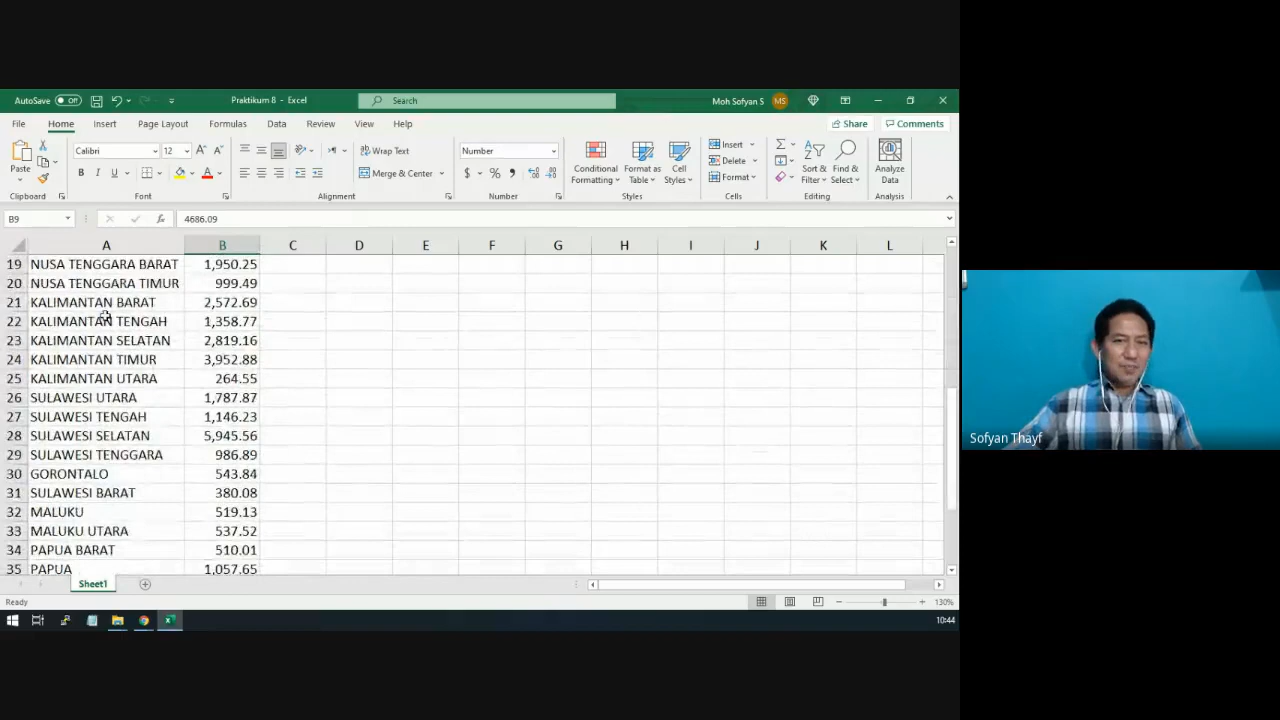 AutoSave Off Praktikum 8 - Excel Search Moh Sofyan S MS
File Home Insert Page Layout Formulas Data Review View Help Share Comments
Paste Calibri 12 Wrap Text Number Conditional Formatting Format as Table Cell Styles Insert Sort & Filter Find & Select Analyze Data
B I U Merge & Center $ % Delete
Format
Clipboard Font Alignment Number Styles Cells Editing Analysis
B9 fx 4686.09
A B C D E F G H I J K L
19 NUSA TENGGARA BARAT 1,950.25
20 NUSA TENGGARA TIMUR 999.49
21 KALIMANTAN BARAT 2,572.69
22 KALIMANTAN TENGAH 1,358.77
23 KALIMANTAN SELATAN 2,819.16
24 KALIMANTAN TIMUR 3,952.88
25 KALIMANTAN UTARA 264.55
26 SULAWESI UTARA 1,787.87
27 SULAWESI TENGAH 1,146.23
28 SULAWESI SELATAN 5,945.56
29 SULAWESI TENGGARA 986.89
30 GORONTALO 543.84
31 SULAWESI BARAT 380.08
32 MALUKU 519.13
33 MALUKU UTARA 537.52
34 PAPUA BARAT 510.01
35 PAPUA 1,057.65
Sheet1
Ready 130%
10:44
Sofyan Thayf